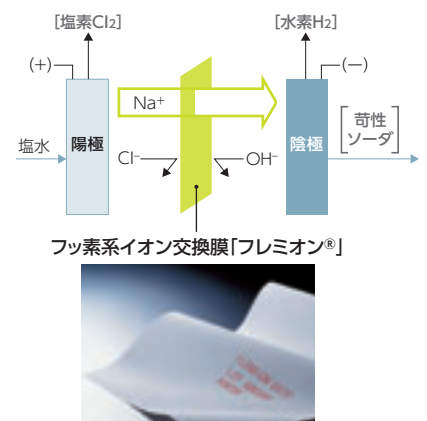 [塩素Cl₂]
[水素H₂]
(+)
(—)
Na⁺
陽極
陰極
苛性
ソーダ
塩水
Cl⁻
OH⁻
フッ素系イオン交換膜「フレミオン®」